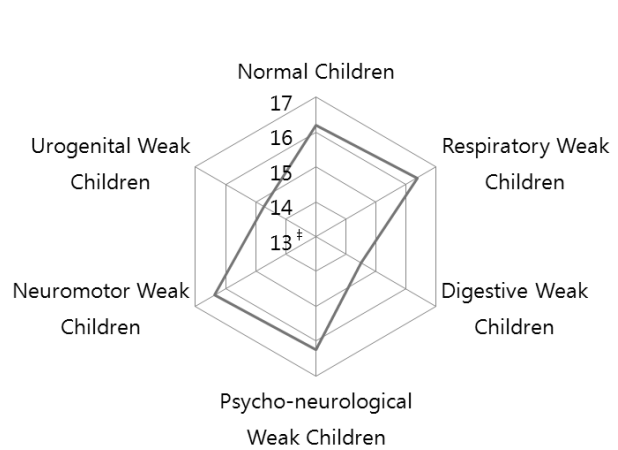 Normal Children
17
16
15
14
13 ‡
Urogenital Weak
Children
Respiratory Weak
Children
Neuromotor Weak
Children
Digestive Weak
Children
Psycho-neurological
Weak Children